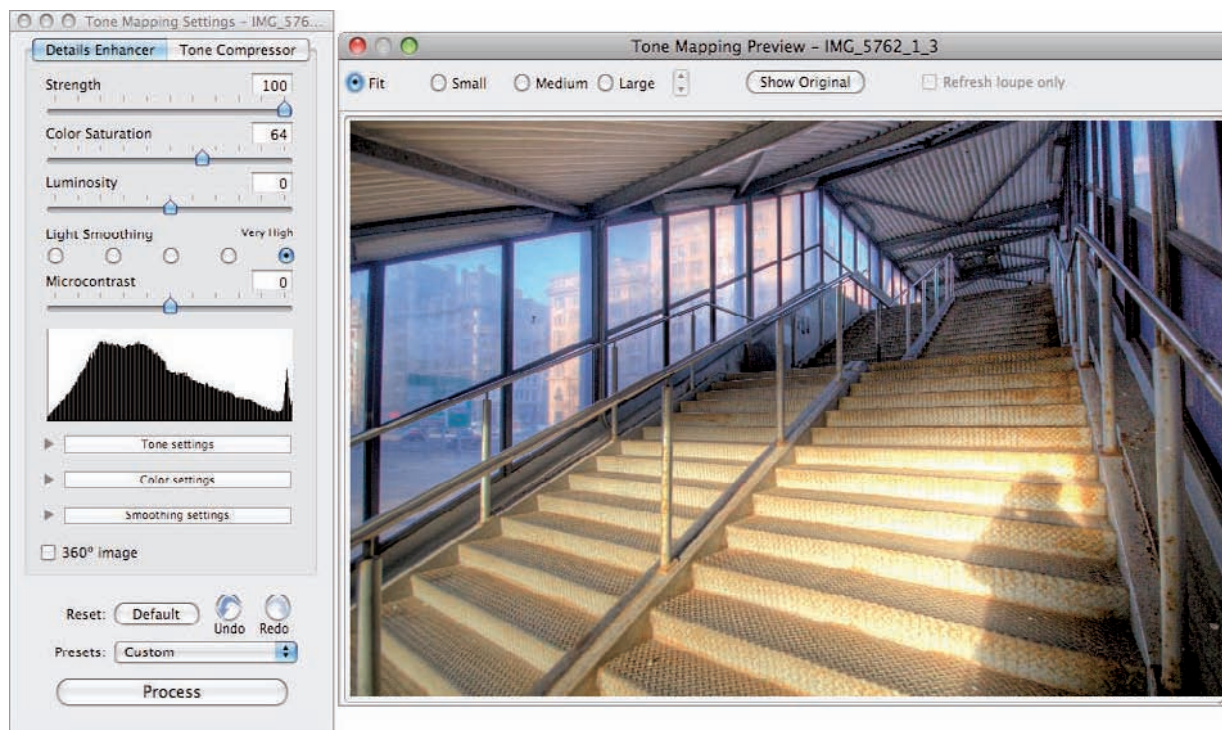 Tone Mapping Settings – IMG_576...
Details Enhancer Tone Compressor
Strength 100
Color Saturation 64
Luminosity 0
Light Smoothing Very High
Microcontrast 0
Tone settings
Color settings
Smoothing settings
360° image
Reset: Default Undo Redo
Presets: Custom
Process
Tone Mapping Preview – IMG_5762_1_3
Fit Small Medium Large Show Original Refresh loupe only